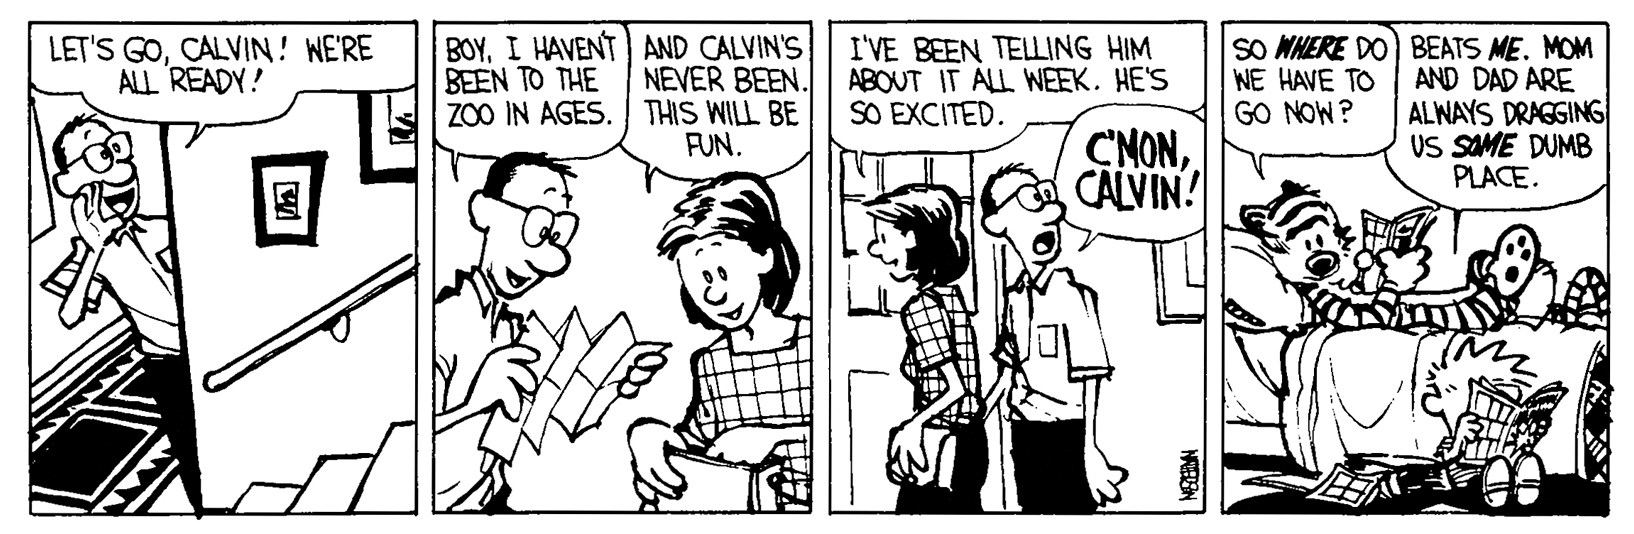 LET'S GO, CALVIN! WE'RE
ALL READY!
BOY, I HAVEN'T
BEEN TO THE
ZOO IN AGES.
AND CALVIN'S
NEVER BEEN.
THIS WILL BE
FUN.
I'VE BEEN TELLING HIM
ABOUT IT ALL WEEK. HE'S
SO EXCITED.
C'MON,
CALVIN!
SO WHERE DO
WE HAVE TO
GO NOW?
BEATS ME. MOM
AND DAD ARE
ALWAYS DRAGGING
US SOME DUMB
PLACE.
WATTERSON